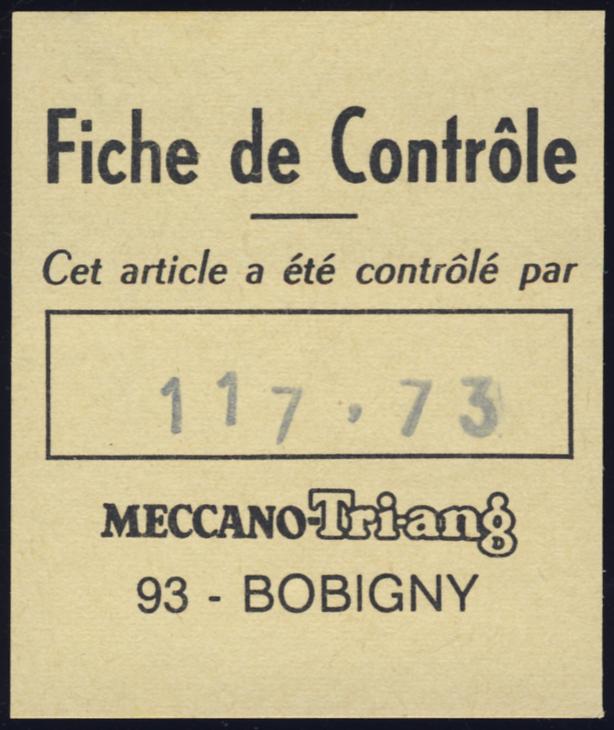 Fiche de Contrôle
Cet article a été contrôlé par
117,73
MECCANO-Tri-ang
93 - BOBIGNY